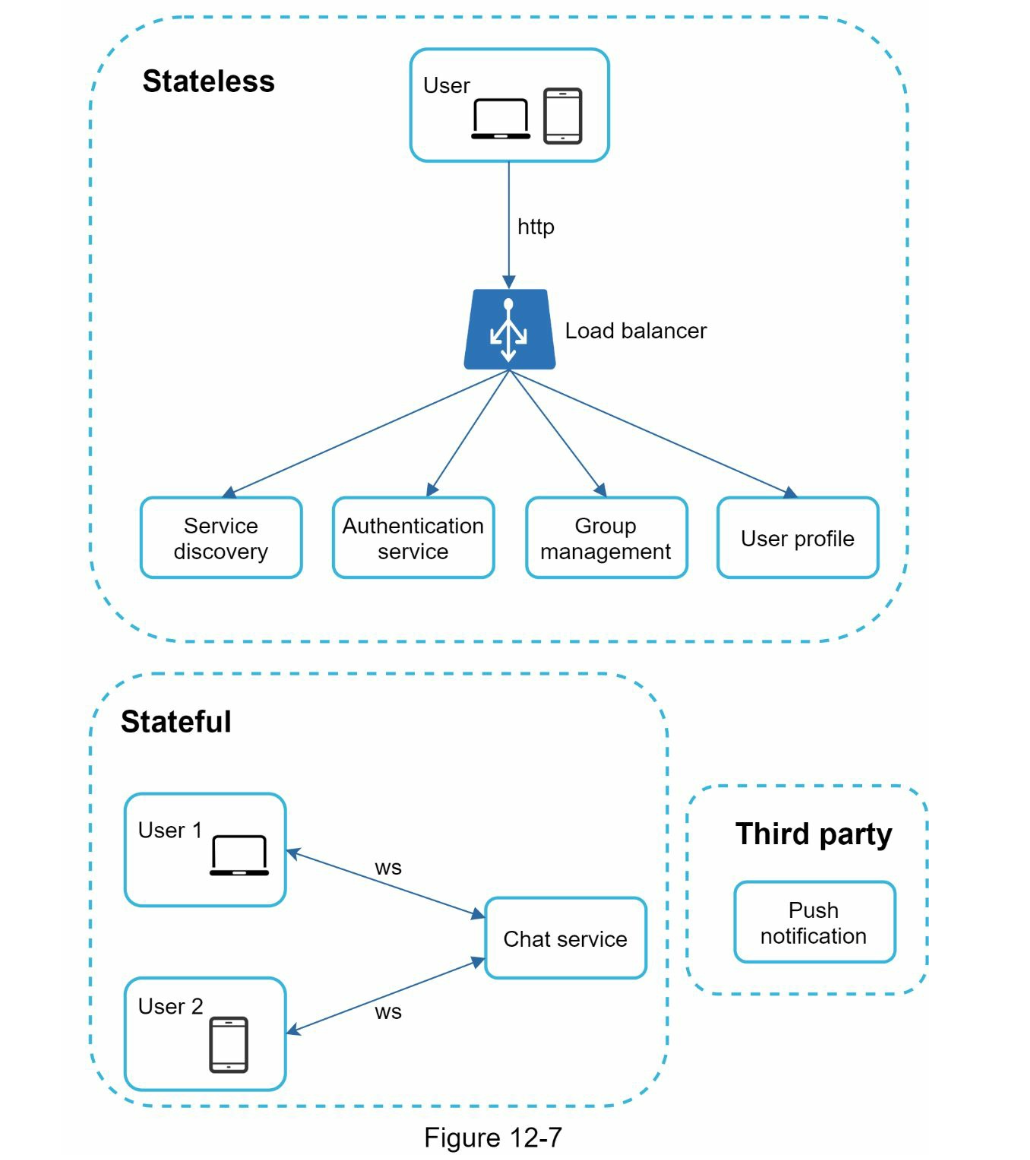 Stateless
User
http
Load balancer
Service
discovery
Authentication
service
Group
management
User profile
Stateful
User 1
ws
Chat service
User 2
ws
Third party
Push
notification
Figure 12-7